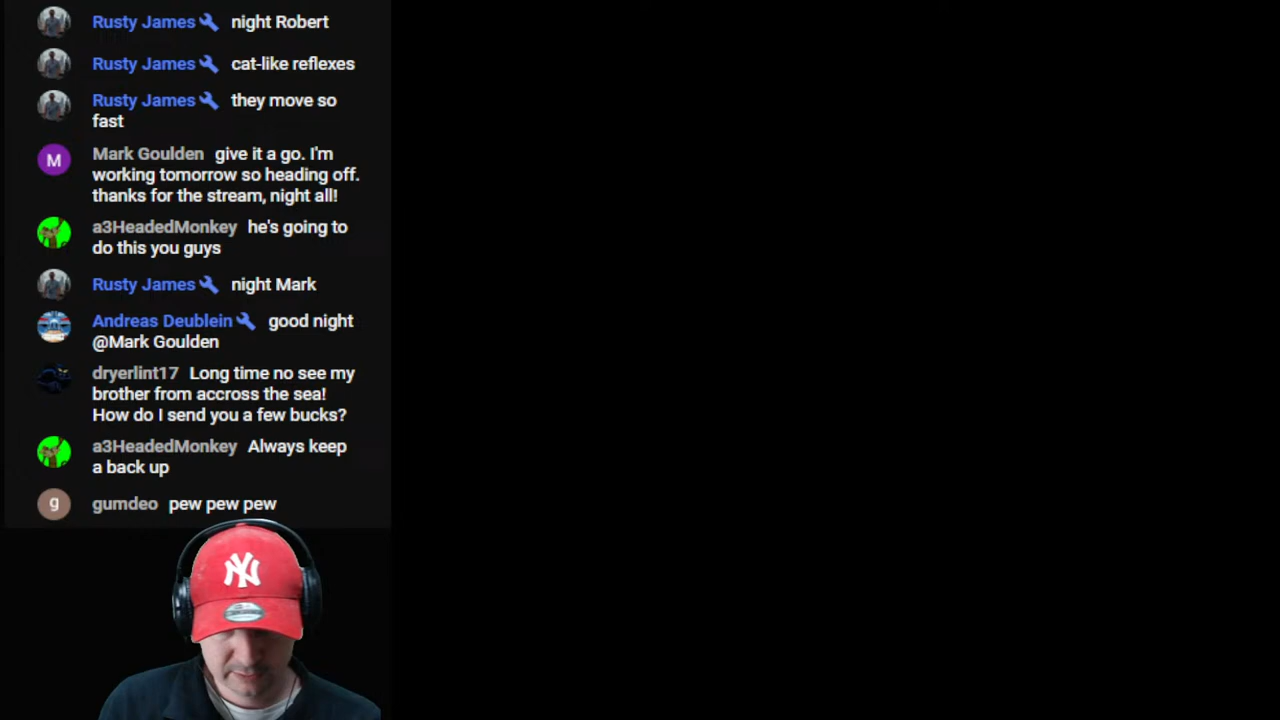 Rusty James night Robert
Rusty James cat-like reflexes
Rusty James they move so
fast
M Mark Goulden give it a go. I'm
working tomorrow so heading off.
thanks for the stream, night all!
a3HeadedMonkey he's going to
do this you guys
Rusty James night Mark
Andreas Deublein good night
@Mark Goulden
dryerlint17 Long time no see my
brother from accross the sea!
How do I send you a few bucks?
a3HeadedMonkey Always keep
a back up
g gumdeo pew pew pew
NY